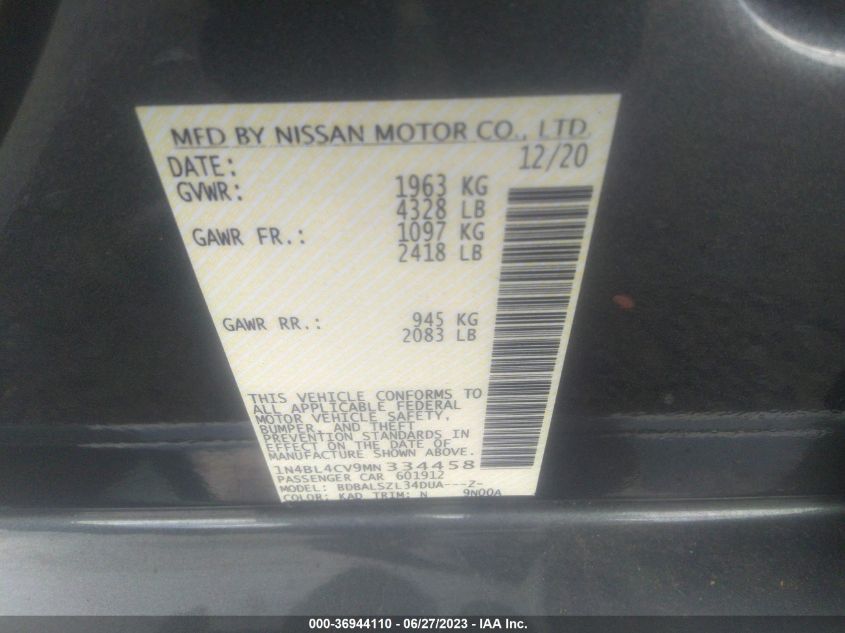 MFD BY NISSAN MOTOR CO., LTD.
DATE: 12/20
GVWR: 1963 KG
4328 LB
GAWR FR.: 1097 KG
2418 LB
GAWR RR.: 945 KG
2083 LB
THIS VEHICLE CONFORMS TO
ALL APPLICABLE FEDERAL
MOTOR VEHICLE SAFETY,
BUMPER, AND THEFT
PREVENTION STANDARDS IN
EFFECT ON THE DATE OF
MANUFACTURE SHOWN ABOVE.
1N4BL4CV9MN334458
PASSENGER CAR 601912
MODEL: BDBALSZL34DUA---Z-
COLOR: KAD TRIM: N 9N00A
000-36944110 - 06/27/2023 - IAA Inc.